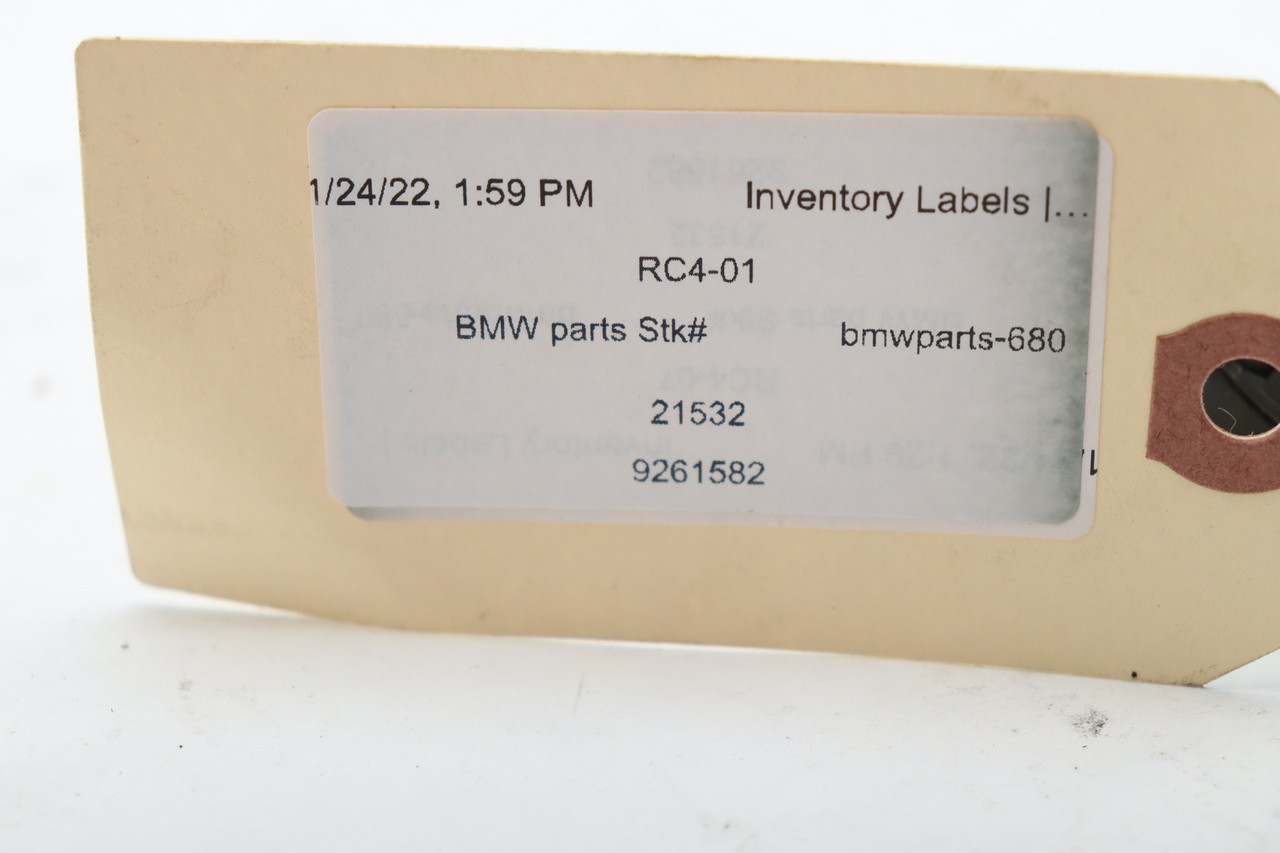 1/24/22, 1:59 PM Inventory Labels |...
RC4-01
BMW parts Stk# bmwparts-680
21532
9261582